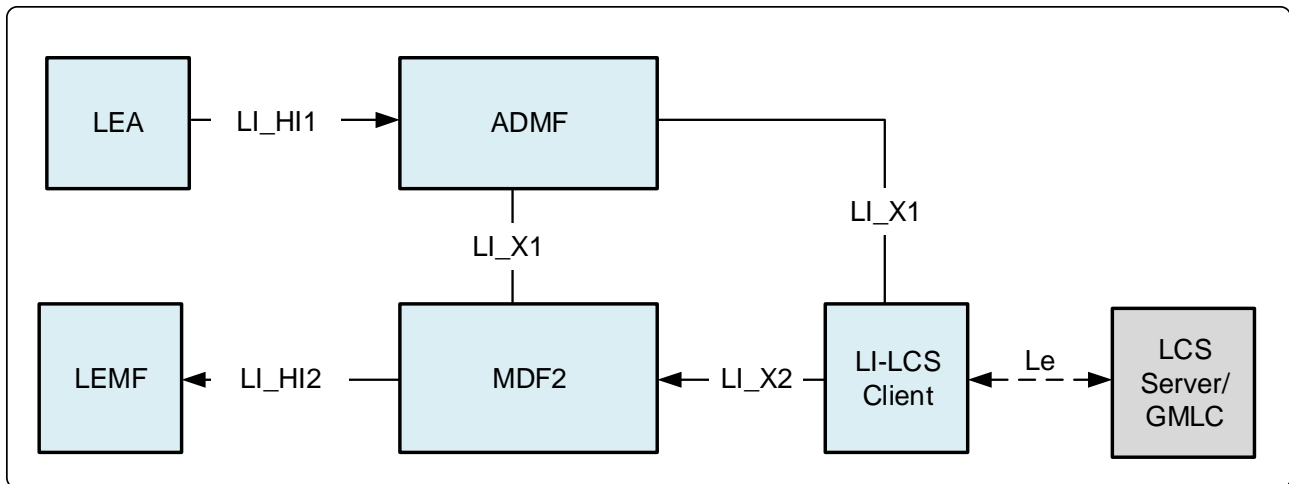 LEA
LI_HI1
ADMF
LI_X1
LI_X1
LEMF
LI_HI2
MDF2
LI_X2
LI-LCS
Client
Le
LCS
Server/
GMLC